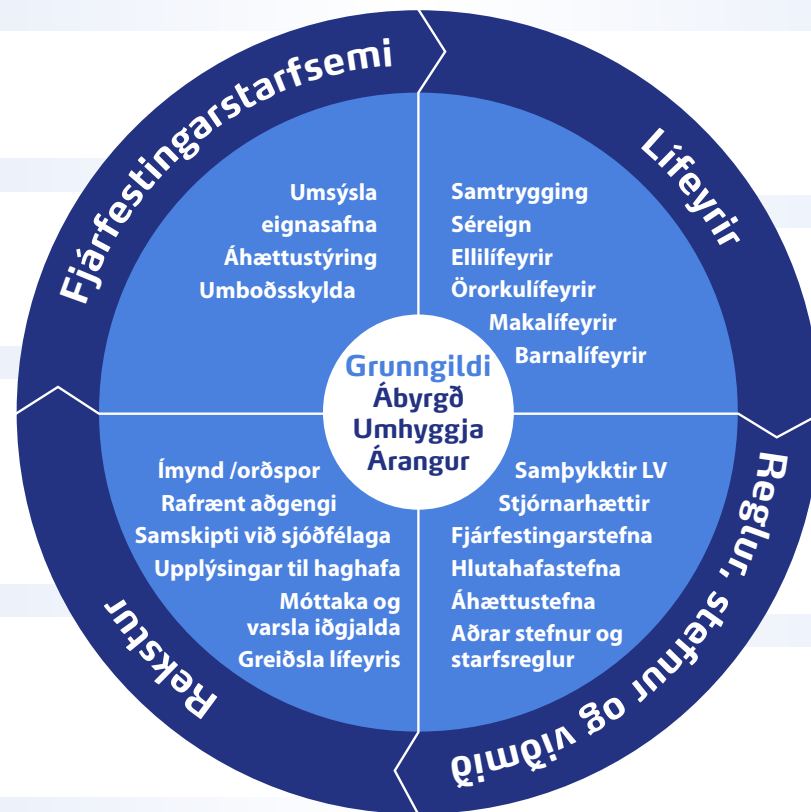 Fjárfestingarstarfsemi
Umsýsla
eignasafna
Áhættustýring
Umboðsskylda
Lífeyrir
Samtrygging
Séreign
Ellilífeyrir
Örorkulífeyrir
Makalífeyrir
Barnalífeyrir
Grunngildi
Ábyrgð
Umhyggja
Árangur
Rekstur
Ímynd /orðspor
Rafrænt aðgengi
Samskipti við sjóðfélaga
Upplýsingar til haghafa
Móttaka og
varsla iðgjalda
Greiðsla lífeyris
Reglur, stefnur og viðmið
Samþykktir LV
Stjórnarhættir
Fjárfestingarstefna
Hlutahafastefna
Áhættustefna
Aðrar stefnur og
starfsreglur